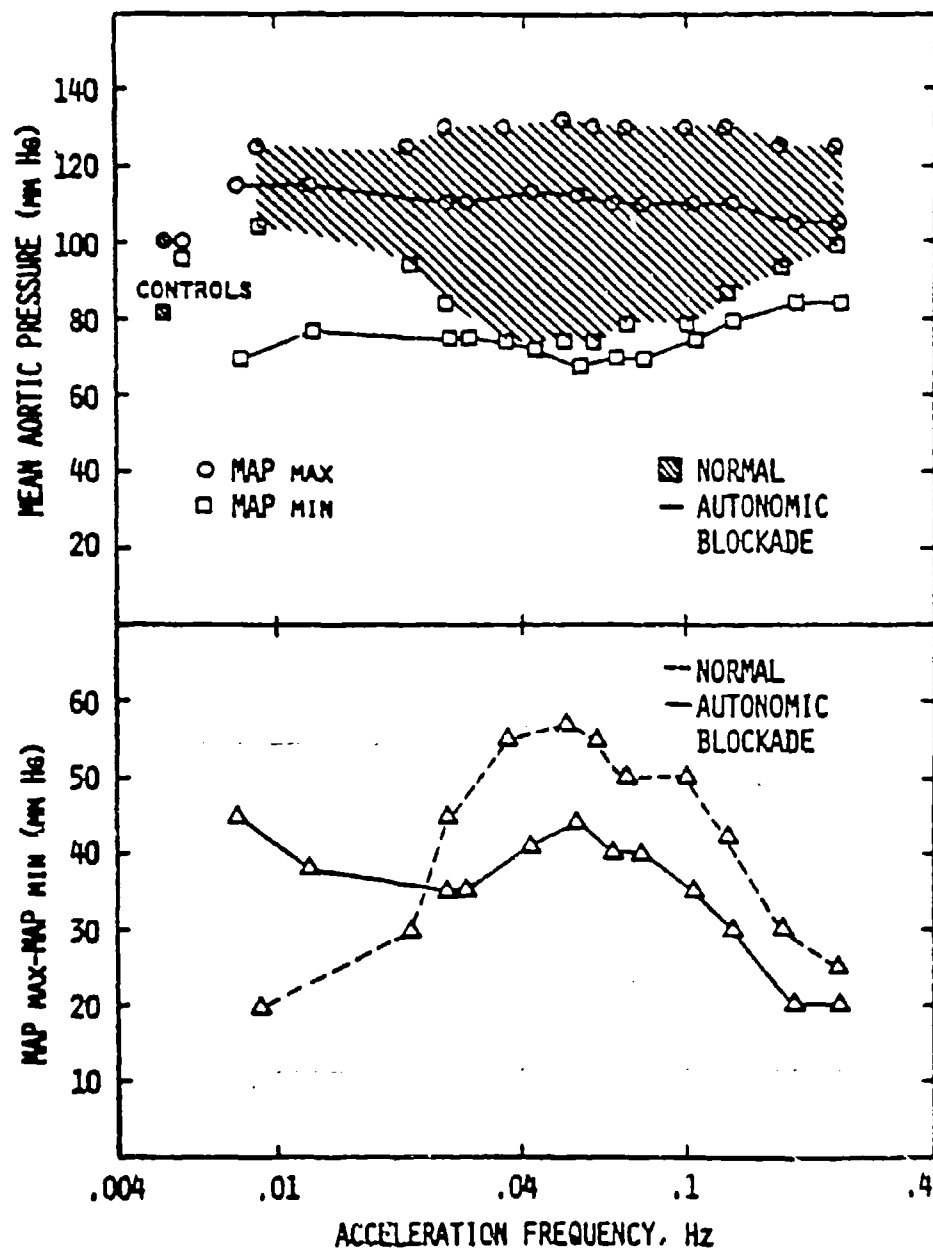 MEAN AORTIC PRESSURE (MM HG)
140
120
100
80
60
40
20
CONTROLS
MAP MAX
MAP MIN
NORMAL
AUTONOMIC
BLOCKADE
MAP MAX-MAP MIN (MM HG)
60
50
40
30
20
10
NORMAL
AUTONOMIC
BLOCKADE
.004
.01
.04
.1
.4
ACCELERATION FREQUENCY, Hz